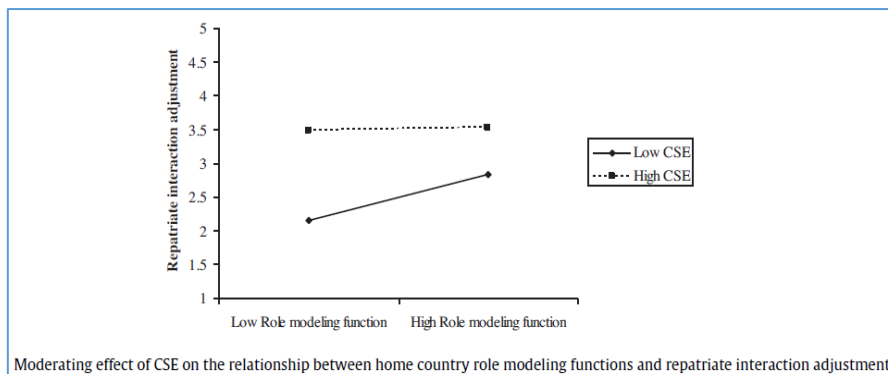 5
4.5
4
3.5
3
2.5
2
1.5
1
Repatriate interaction adjustment
Low Role modeling function
High Role modeling function
Low CSE
High CSE
Moderating effect of CSE on the relationship between home country role modeling functions and repatriate interaction adjustment